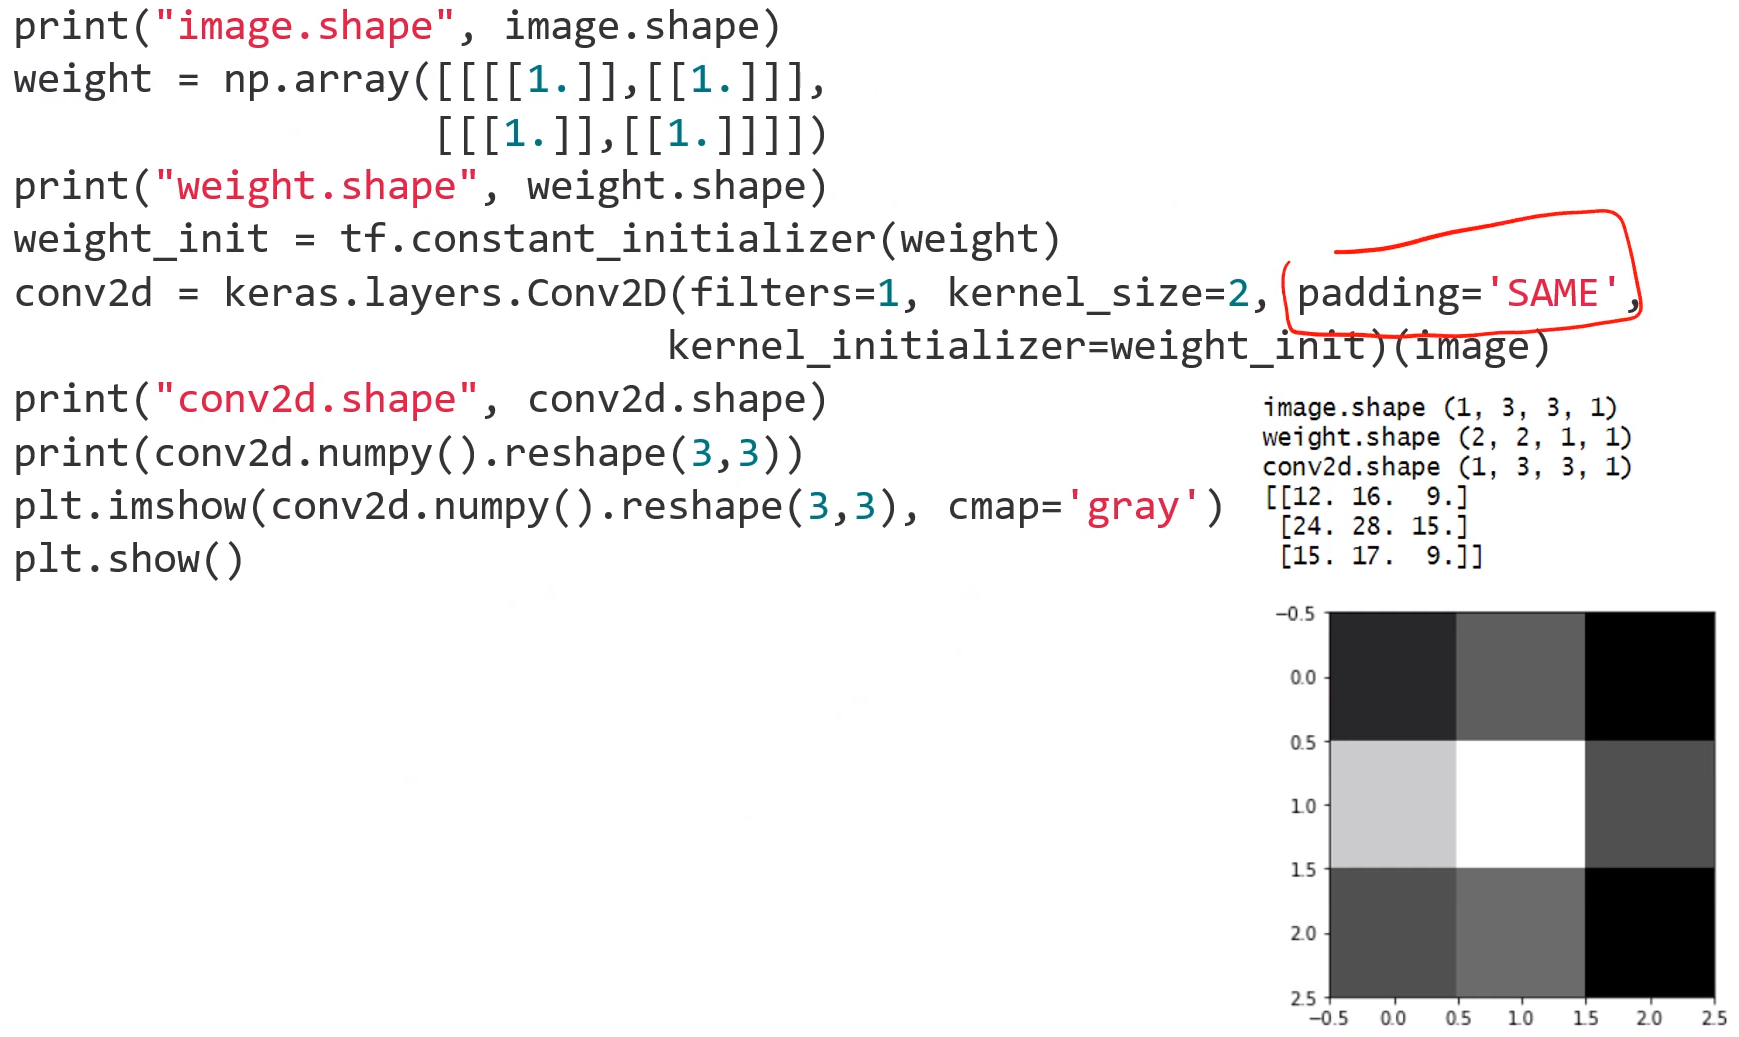 print("image.shape", image.shape)
weight = np.array([[[[1.]],[[1.]]],
[[[1.]],[[1.]]]])
print("weight.shape", weight.shape)
weight_init = tf.constant_initializer(weight)
conv2d = keras.layers.Conv2D(filters=1, kernel_size=2, padding='SAME',
kernel_initializer=weight_init)(image)
print("conv2d.shape", conv2d.shape)
print(conv2d.numpy().reshape(3,3))
plt.imshow(conv2d.numpy().reshape(3,3), cmap='gray')
plt.show()
image.shape (1, 3, 3, 1)
weight.shape (2, 2, 1, 1)
conv2d.shape (1, 3, 3, 1)
[[12. 16.  9.]
[24. 28. 15.]
[15. 17.  9.]]
−0.5
0.0
0.5
1.0
1.5
2.0
2.5
−0.5 0.0 0.5 1.0 1.5 2.0 2.5